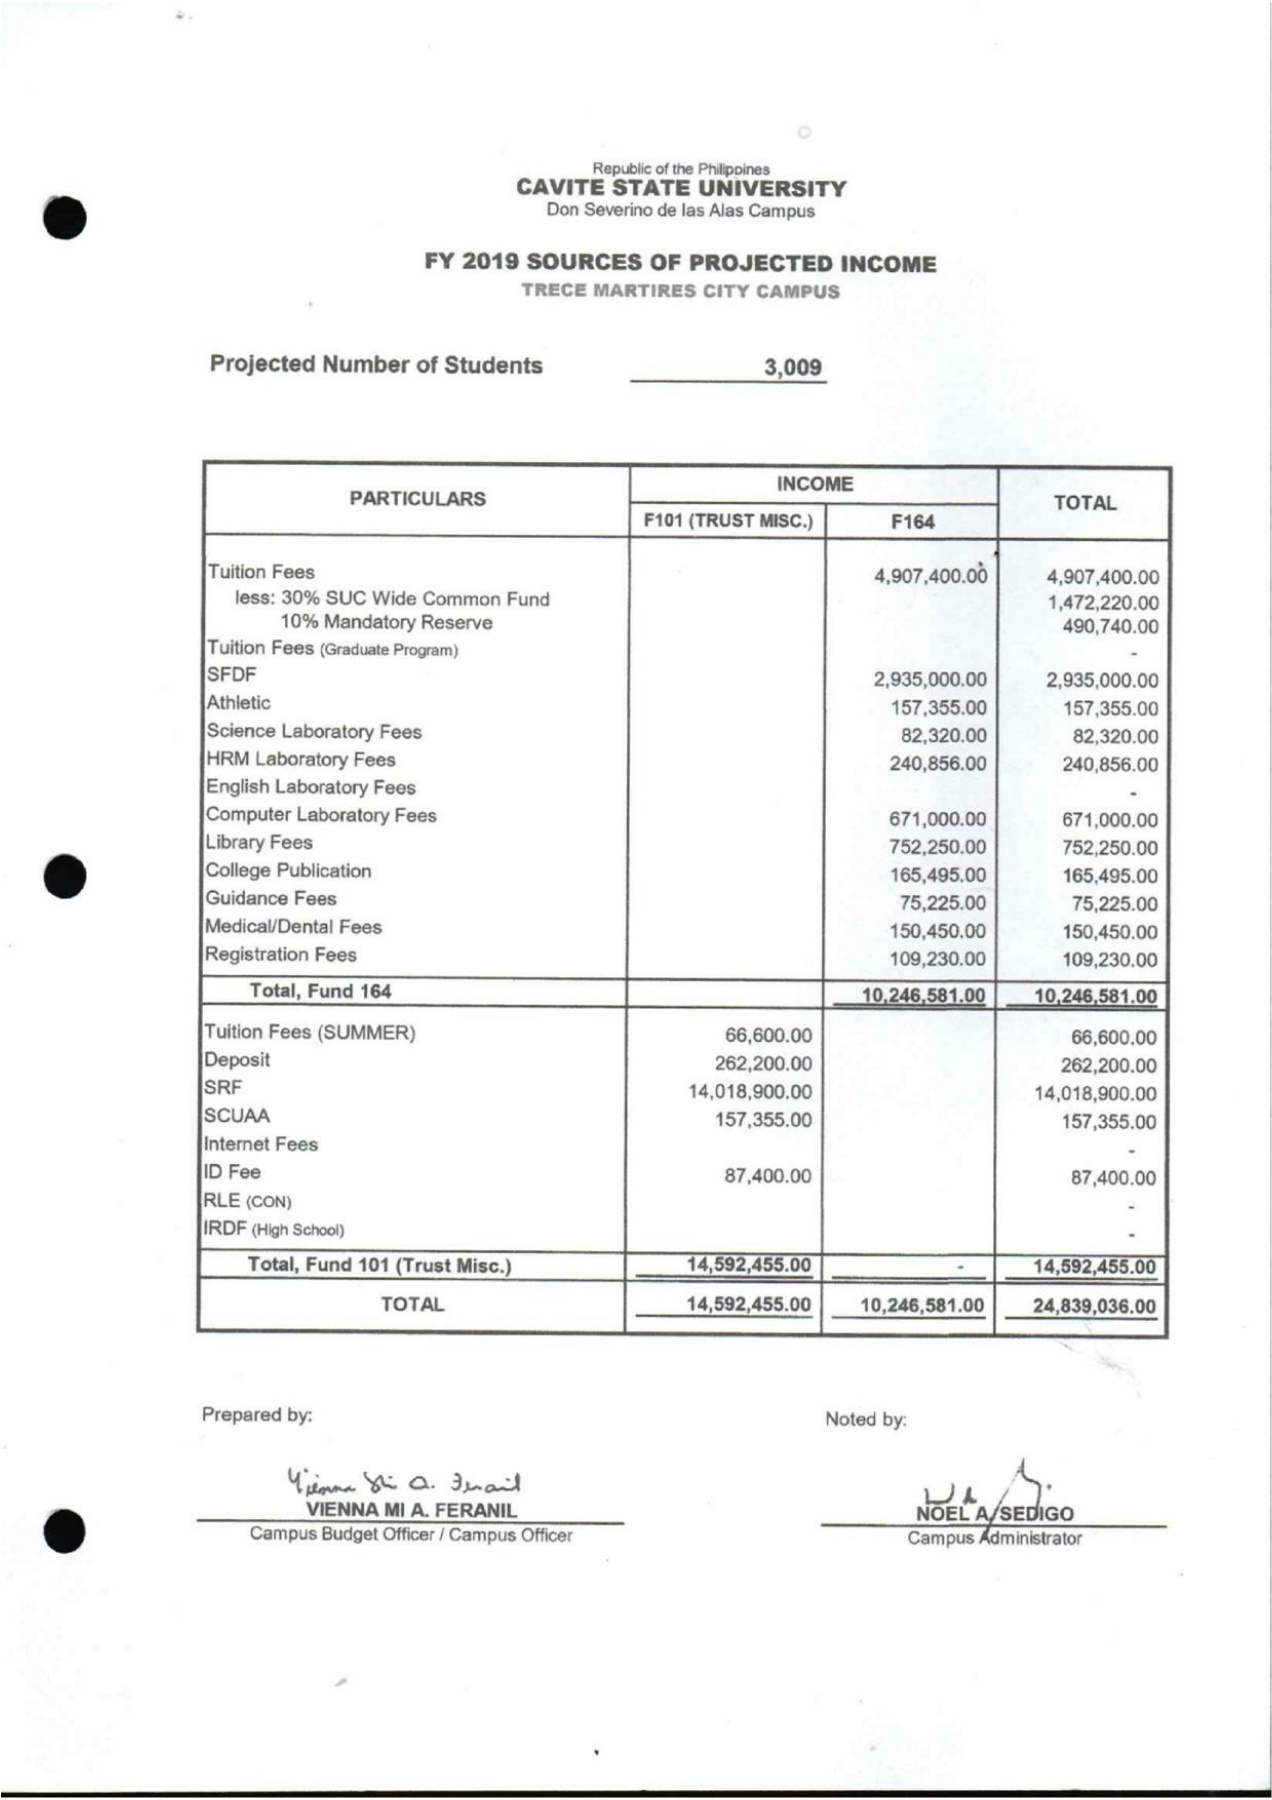 Republic of the Philippines
CAVITE STATE UNIVERSITY
Don Severino de las Alas Campus
FY 2019 SOURCES OF PROJECTED INCOME
TRECE MARTIRES CITY CAMPUS
Projected Number of Students 3,009
PARTICULARS INCOME TOTAL
F101 (TRUST MISC.) F164
Tuition Fees 4,907,400.00 4,907,400.00
less: 30% SUC Wide Common Fund 1,472,220.00
10% Mandatory Reserve 490,740.00
Tuition Fees (Graduate Program) -
SFDF 2,935,000.00 2,935,000.00
Athletic 157,355.00 157,355.00
Science Laboratory Fees 82,320.00 82,320.00
HRM Laboratory Fees 240,856.00 240,856.00
English Laboratory Fees -
Computer Laboratory Fees 671,000.00 671,000.00
Library Fees 752,250.00 752,250.00
College Publication 165,495.00 165,495.00
Guidance Fees 75,225.00 75,225.00
Medical/Dental Fees 150,450.00 150,450.00
Registration Fees 109,230.00 109,230.00
Total, Fund 164 10,246,581.00 10,246,581.00
Tuition Fees (SUMMER) 66,600.00 66,600.00
Deposit 262,200.00 262,200.00
SRF 14,018,900.00 14,018,900.00
SCUAA 157,355.00 157,355.00
Internet Fees -
ID Fee 87,400.00 87,400.00
RLE (CON) -
IRDF (High School) -
Total, Fund 101 (Trust Misc.) 14,592,455.00 - 14,592,455.00
TOTAL 14,592,455.00 10,246,581.00 24,839,036.00
Prepared by: Noted by:
Vienna Mi A. Feranil
VIENNA MI A. FERANIL NOEL A. SEDIGO
Campus Budget Officer / Campus Officer Campus Administrator